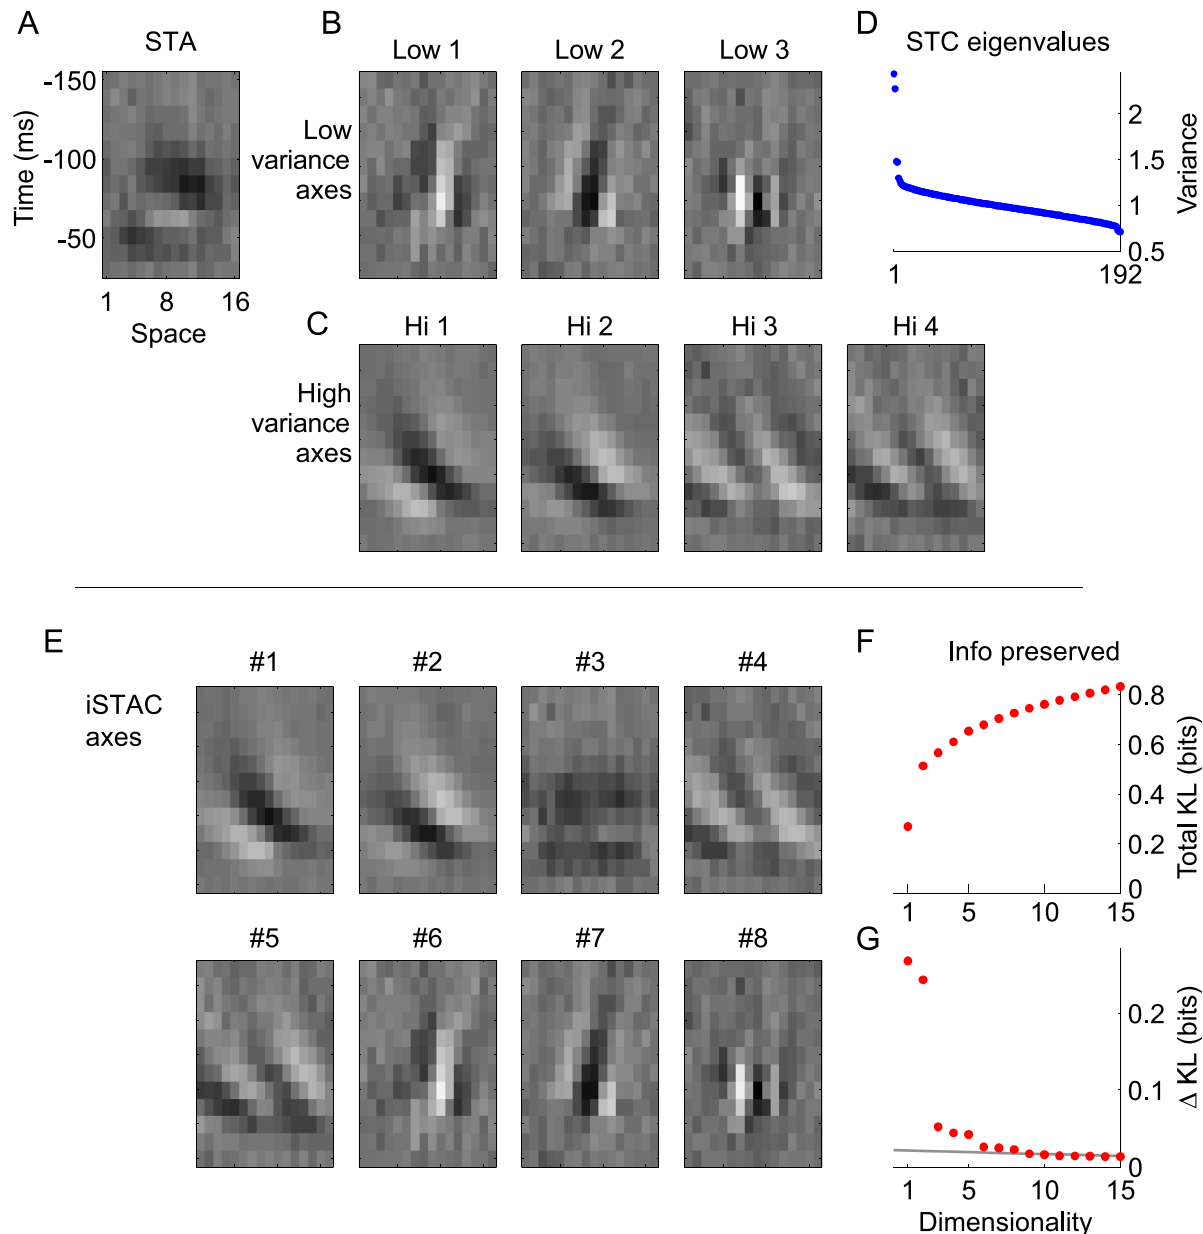 A
STA
-150
-100
-50
Time (ms)
1 8 16
Space
B
Low 1 Low 2 Low 3
Low
variance
axes
D
STC eigenvalues
2
1.5
1
0.5
Variance
1 192
C
Hi 1 Hi 2 Hi 3 Hi 4
High
variance
axes
E
iSTAC
axes
#1 #2 #3 #4
#5 #6 #7 #8
F
Info preserved
0.8
0.6
0.4
0.2
0
Total KL (bits)
1 5 10 15
G
0.2
0.1
0
Δ KL (bits)
1 5 10 15
Dimensionality